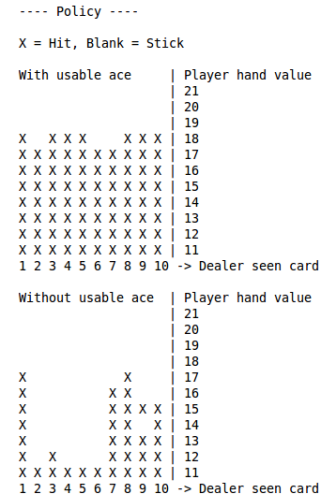 ---- Policy ----
X = Hit, Blank = Stick
With usable ace     | Player hand value
                    | 21
                    | 20
                    | 19
X   X X X     X X X | 18
X X X X X X X X X X | 17
X X X X X X X X X X | 16
X X X X X X X X X X | 15
X X X X X X X X X X | 14
X X X X X X X X X X | 13
X X X X X X X X X X | 12
X X X X X X X X X X | 11
1 2 3 4 5 6 7 8 9 10 -> Dealer seen card
Without usable ace  | Player hand value
                    | 21
                    | 20
                    | 19
                    | 18
X             X     | 17
X           X X     | 16
X           X X X X | 15
X           X X   X | 14
X           X X X X | 13
X   X       X X X X | 12
X X X X X X X X X X | 11
1 2 3 4 5 6 7 8 9 10 -> Dealer seen card